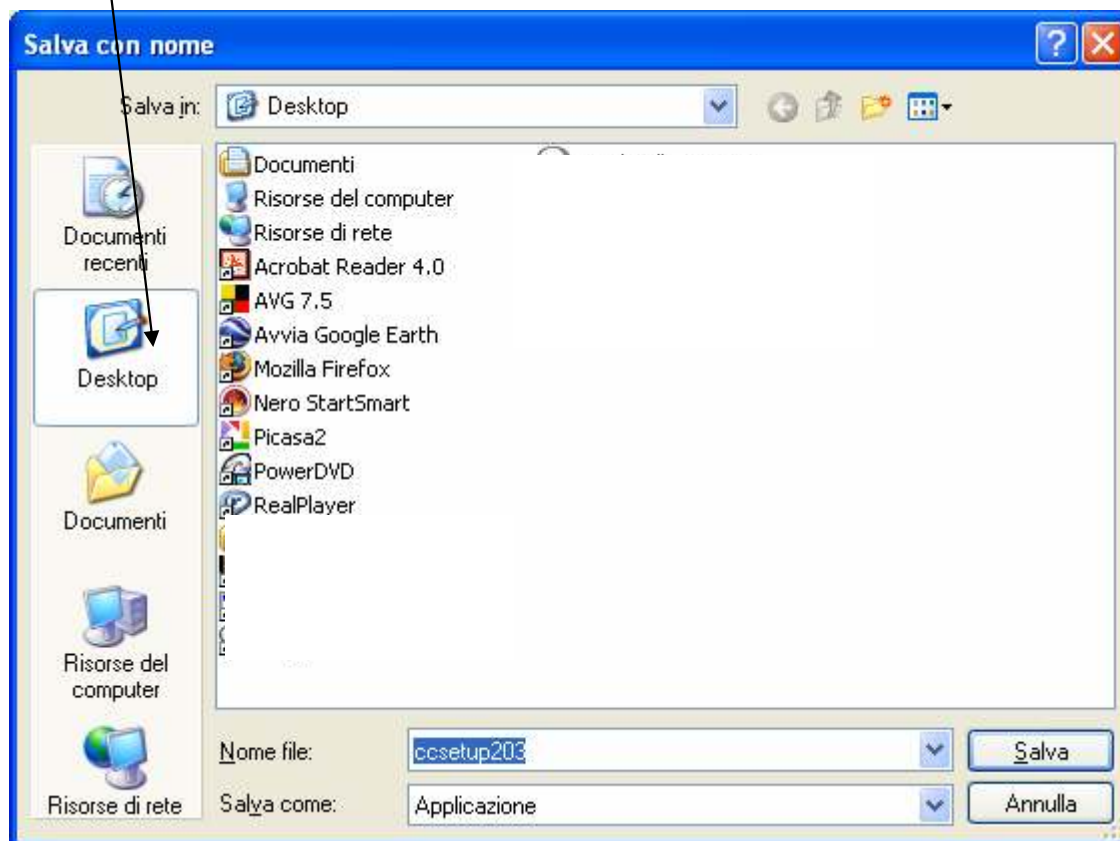 Salva con nome
Salva in:
Desktop
Documenti
recenti
Desktop
Documenti
Risorse del
computer
Risorse di rete
Documenti
Risorse del computer
Risorse di rete
Acrobat Reader 4.0
AVG 7.5
Avvia Google Earth
Mozilla Firefox
Nero StartSmart
Picasa2
PowerDVD
RealPlayer
Nome file:
ccsetup203
Salva
Salva come:
Applicazione
Annulla